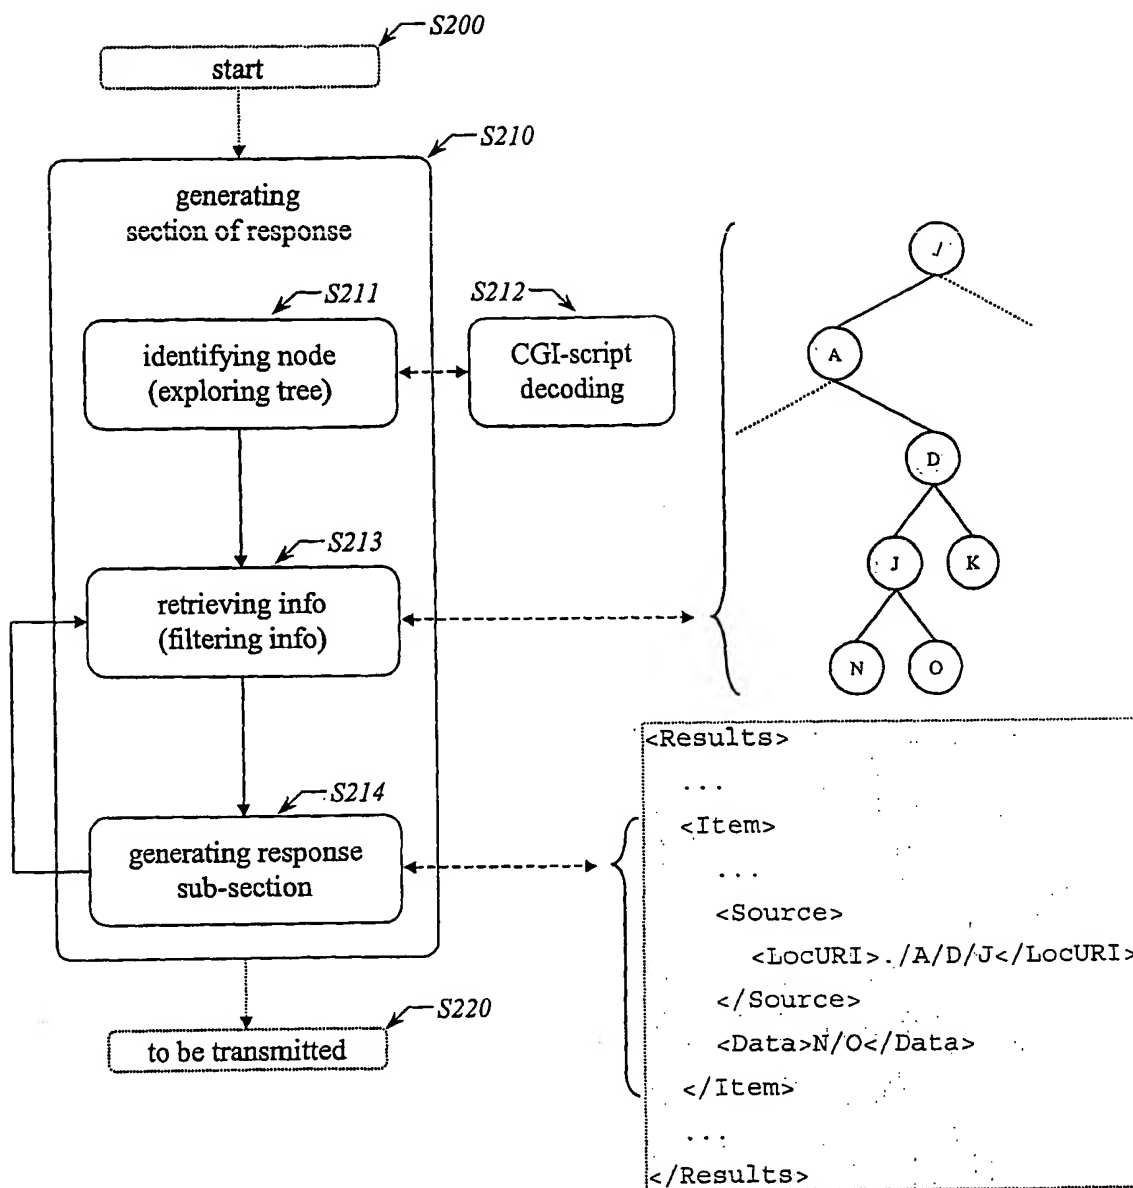 S200
start
S210
generating
section of response
S211
S212
identifying node
(exploring tree)
CGI-script
decoding
S213
retrieving info
(filtering info)
S214
generating response
sub-section
S220
to be transmitted
A
D
J
K
N
O
<Results>
...
<Item>
...
<Source>
<LocURI>./A/D/J</LocURI>
</Source>
<Data>N/O</Data>
</Item>
...
</Results>